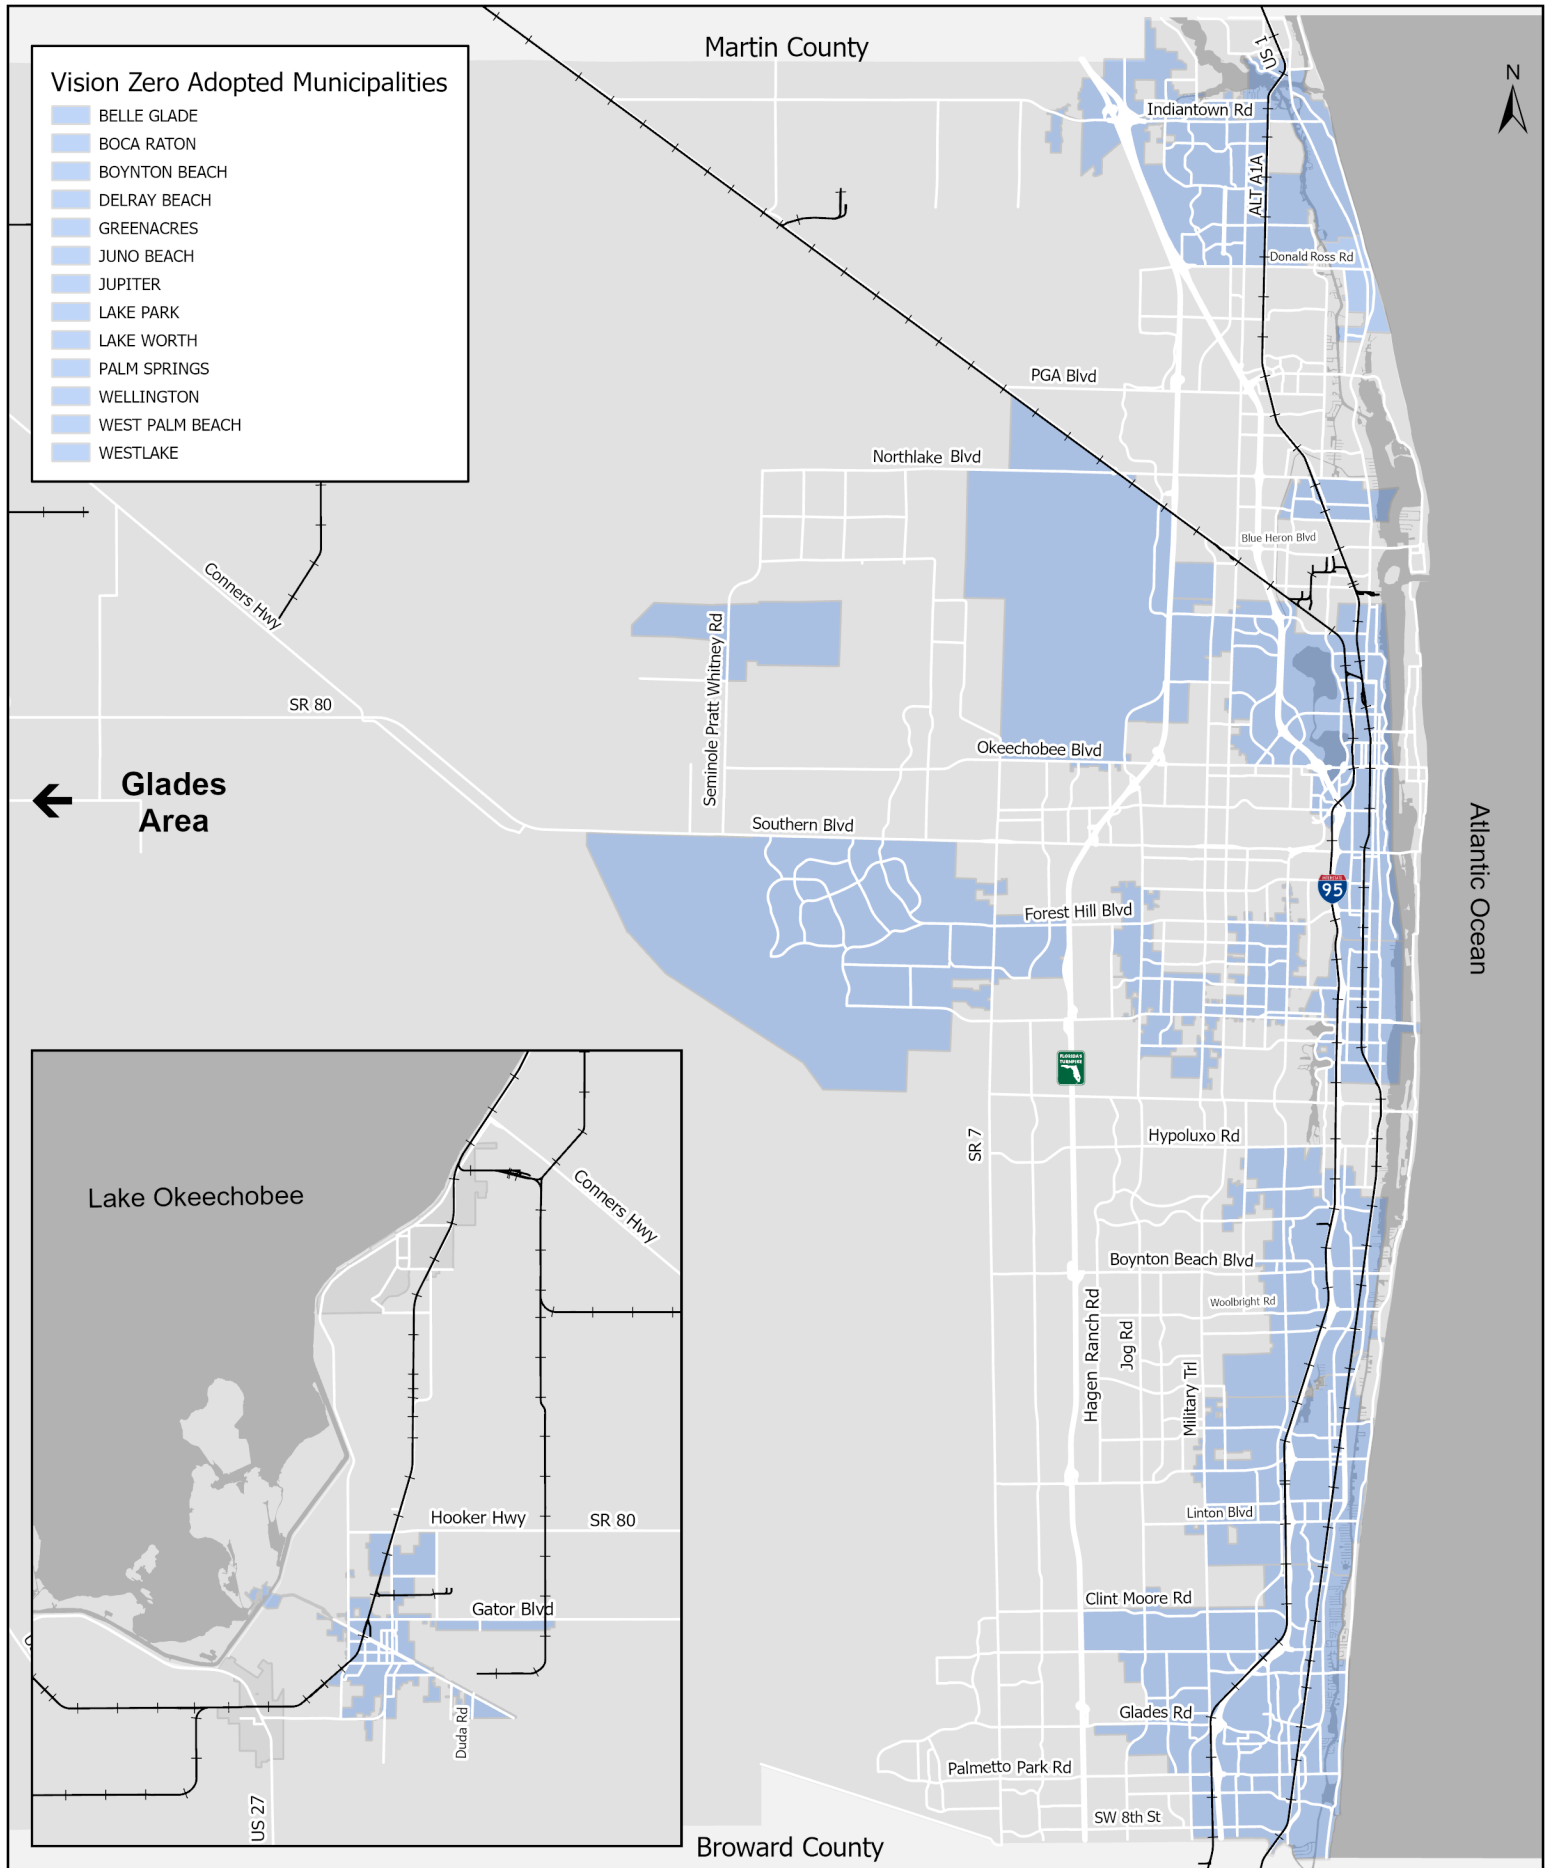 Martin County
US 1
N
Vision Zero Adopted Municipalities
BELLE GLADE
BOCA RATON
BOYNTON BEACH
DELRAY BEACH
GREENACRES
JUNO BEACH
JUPITER
LAKE PARK
LAKE WORTH
PALM SPRINGS
WELLINGTON
WEST PALM BEACH
WESTLAKE
Indiantown Rd
ALT A1A
Donald Ross Rd
PGA Blvd
Northlake Blvd
Blue Heron Blvd
Conners Hwy
Seminole Pratt Whitney Rd
SR 80
Okeechobee Blvd
Glades
Area
Southern Blvd
Atlantic Ocean
INTERSTATE
95
Forest Hill Blvd
FLORIDA'S
TURNPIKE
SR 7
Hypoluxo Rd
Lake Okeechobee
Conners Hwy
Boynton Beach Blvd
Woolbright Rd
Hagen Ranch Rd
Jog Rd
Military Trl
Hooker Hwy
SR 80
Linton Blvd
Gator Blvd
Clint Moore Rd
Duda Rd
Glades Rd
Palmetto Park Rd
US 27
SW 8th St
Broward County